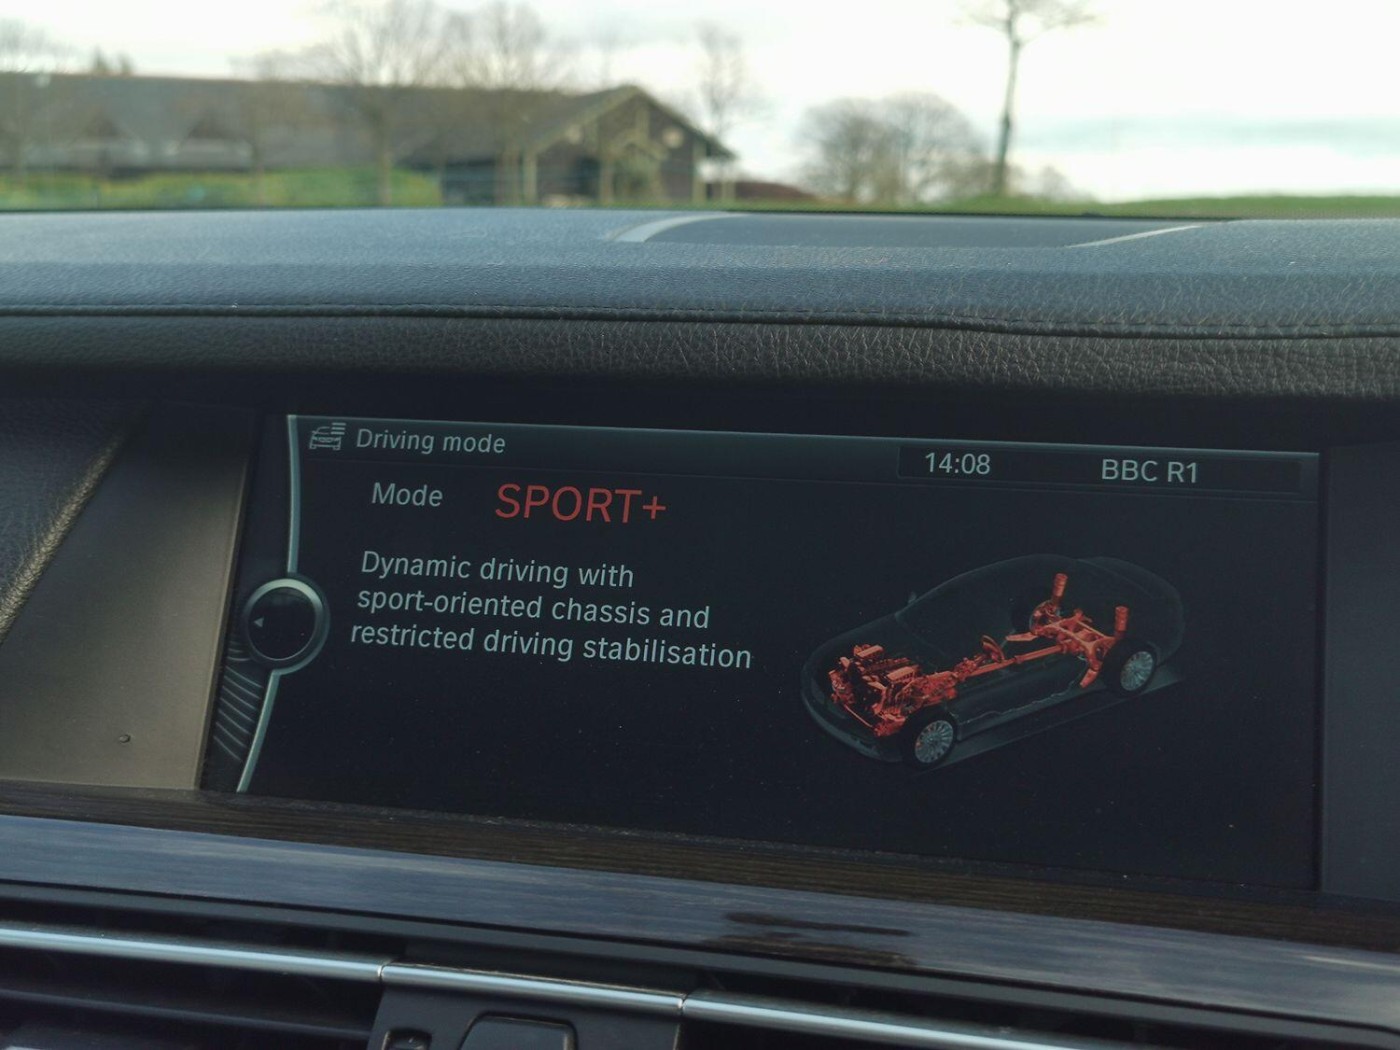 Driving mode
14:08
BBC R1
Mode
SPORT+
Dynamic driving with
sport-oriented chassis and
restricted driving stabilisation